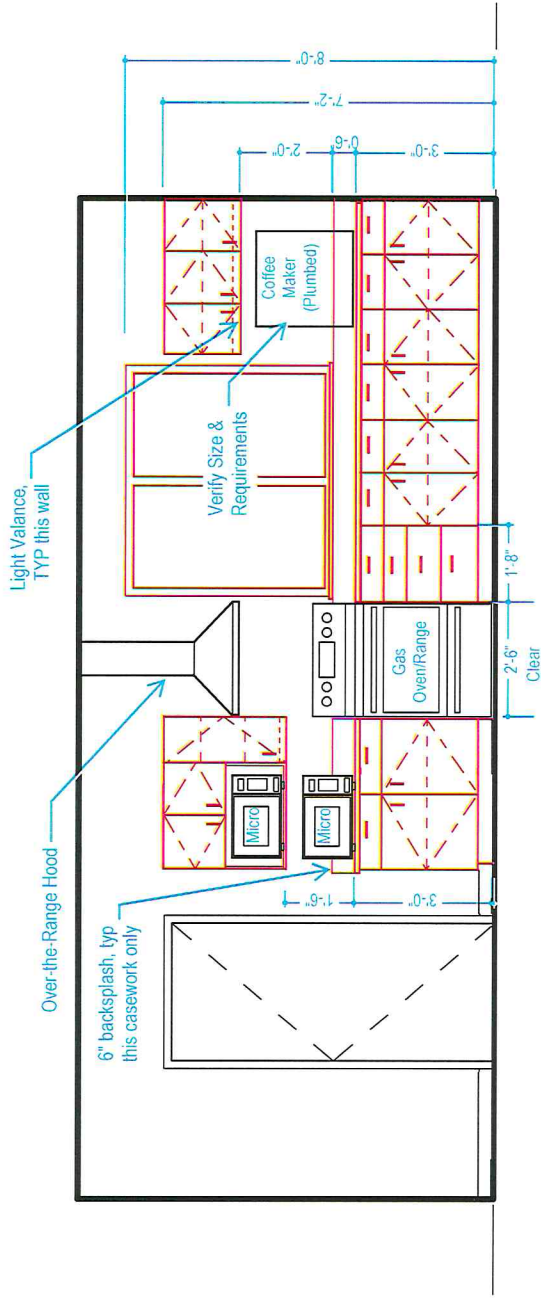 Over-the-Range Hood
Light Valance,
TYP this wall
6" backsplash, typ
this casework only
Verify Size &
Requirements
Coffee
Maker
(Plumbed)
Micro
Micro
Gas
Oven/Range
1'-6"
3'-0"
2'-6"
Clear
1'-8"
2'-0"
0'-6"
3'-0"
7'-2"
8'-0"